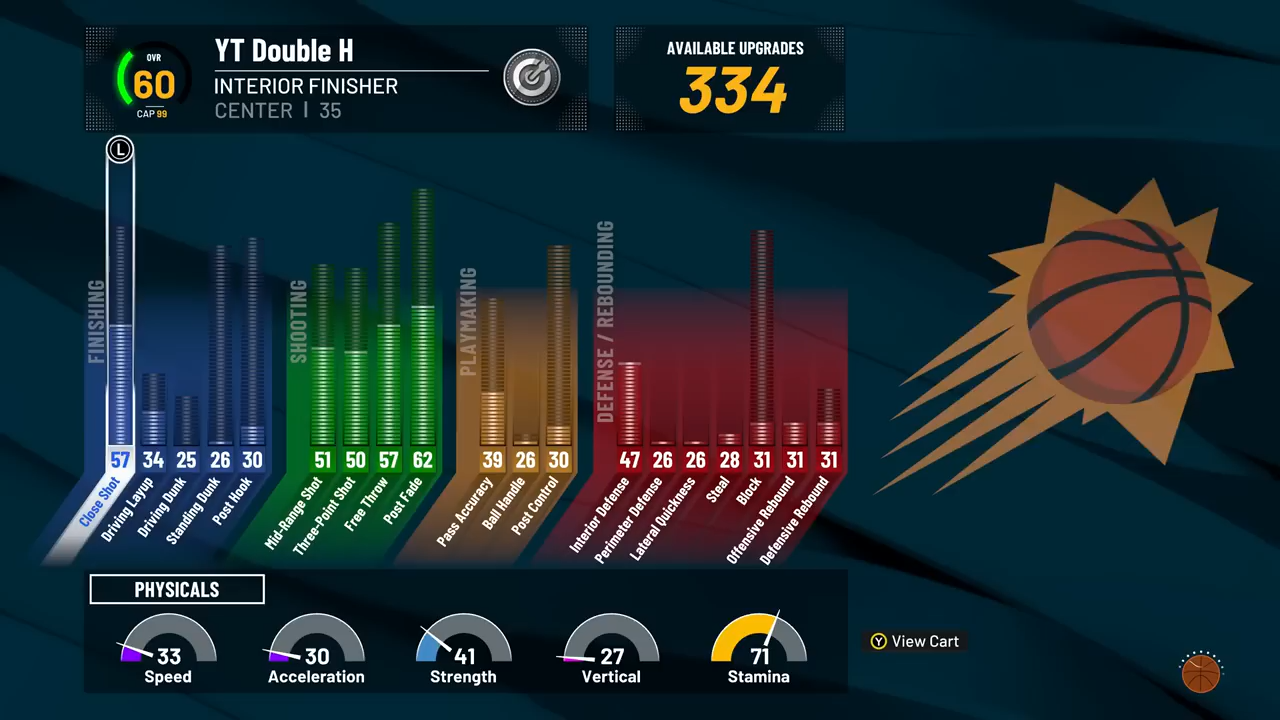 OVR
60
CAP 99
YT Double H
INTERIOR FINISHER
CENTER | 35
AVAILABLE UPGRADES
334
L
FINISHING
57 34 25 26 30
Close Shot
Driving Layup
Driving Dunk
Standing Dunk
Post Hook
SHOOTING
51 50 57 62
Mid-Range Shot
Three-Point Shot
Free Throw
Post Fade
PLAYMAKING
39 26 30
Pass Accuracy
Ball Handle
Post Control
DEFENSE / REBOUNDING
47 26 26 28 31 31 31
Interior Defense
Perimeter Defense
Lateral Quickness
Steal
Block
Offensive Rebound
Defensive Rebound
PHYSICALS
33
Speed
30
Acceleration
41
Strength
27
Vertical
71
Stamina
Y View Cart